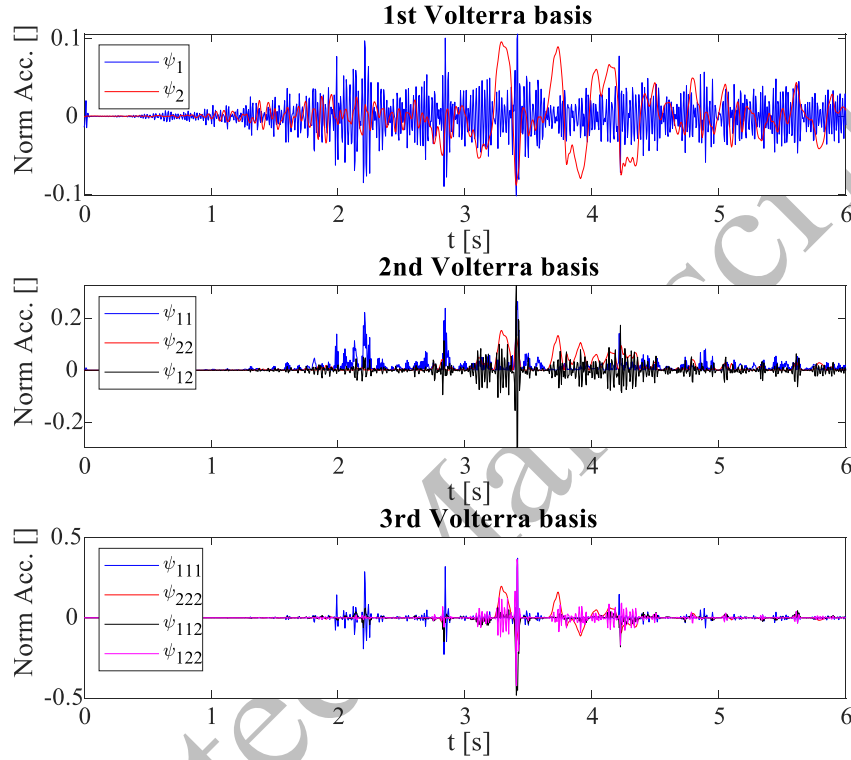 1st Volterra basis
0.1
0
-0.1
Norm Acc. []
ψ1
ψ2
0 1 2 3 4 5 6
t [s]
2nd Volterra basis
0.2
0
-0.2
Norm Acc. []
ψ11
ψ22
ψ12
0 1 2 3 4 5 6
t [s]
3rd Volterra basis
0.5
0
-0.5
Norm Acc. []
ψ111
ψ222
ψ112
ψ122
0 1 2 3 4 5 6
t [s]